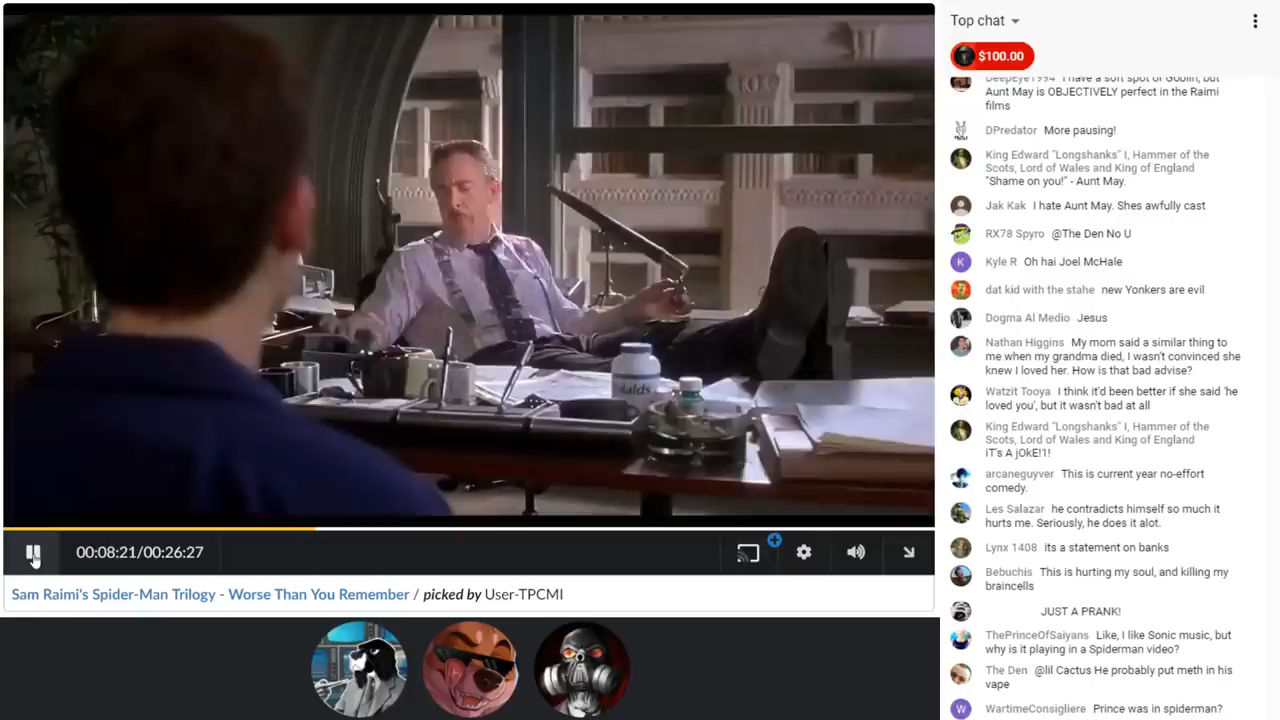 Top chat
$100.00
DeepEye1994 I have a soft spot of Goblin, but
Aunt May is OBJECTIVELY perfect in the Raimi
films
DPredator More pausing!
King Edward "Longshanks" I, Hammer of the
Scots, Lord of Wales and King of England
"Shame on you!" - Aunt May.
Jak Kak I hate Aunt May. Shes awfully cast
RX78 Spyro @The Den No U
K Kyle R Oh hai Joel McHale
dat kid with the stahe new Yonkers are evil
Dogma Al Medio Jesus
Nathan Higgins My mom said a similar thing to
me when my grandma died, I wasn't convinced she
knew I loved her. How is that bad advise?
Watzit Tooya I think it'd been better if she said 'he
loved you', but it wasn't bad at all
King Edward "Longshanks" I, Hammer of the
Scots, Lord of Wales and King of England
iT's A jOkE!1!
arcaneguyver This is current year no-effort
comedy.
Les Salazar he contradicts himself so much it
hurts me. Seriously, he does it alot.
Lynx 1408 its a statement on banks
Bebuchis This is hurting my soul, and killing my
braincells
JUST A PRANK!
ThePrinceOfSaiyans Like, I like Sonic music, but
why is it playing in a Spiderman video?
The Den @lil Cactus He probably put meth in his
vape
W WartimeConsigliere Prince was in spiderman?
00:08:21/00:26:27
Sam Raimi's Spider-Man Trilogy - Worse Than You Remember / picked by User-TPCMI